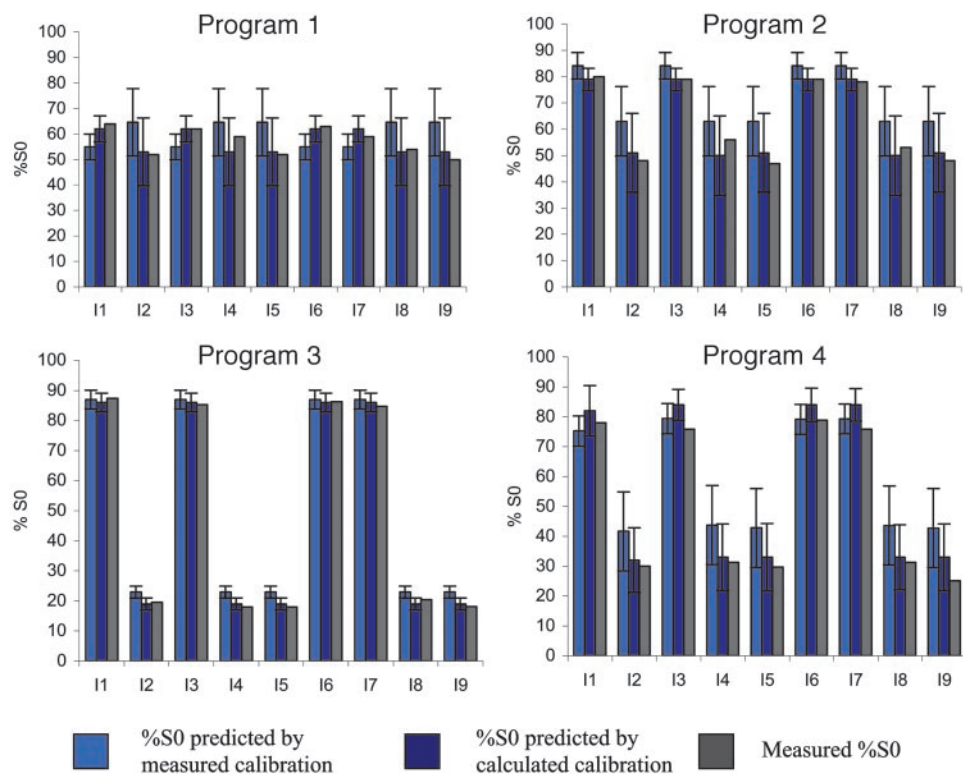 Program 1
100
90
80
70
60
50
40
30
20
10
0
%S0
I1 I2 I3 I4 I5 I6 I7 I8 I9
Program 2
100
90
80
70
60
50
40
30
20
10
0
% S0
I1 I2 I3 I4 I5 I6 I7 I8 I9
Program 3
100
90
80
70
60
50
40
30
20
10
0
% S0
I1 I2 I3 I4 I5 I6 I7 I8 I9
Program 4
100
90
80
70
60
50
40
30
20
10
0
% S0
I1 I2 I3 I4 I5 I6 I7 I8 I9
%S0 predicted by
measured calibration
%S0 predicted by
calculated calibration
Measured %S0